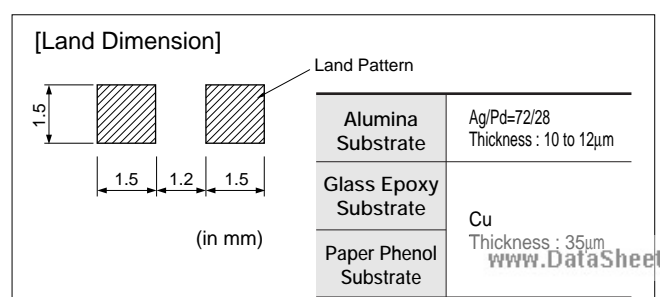 [Land Dimension]
Land Pattern
1.5
1.5 1.2 1.5
(in mm)
Alumina
Substrate
Ag/Pd=72/28
Thickness : 10 to 12μm
Glass Epoxy
Substrate
Paper Phenol
Substrate
Cu
Thickness : 35μm
www.DataSheet